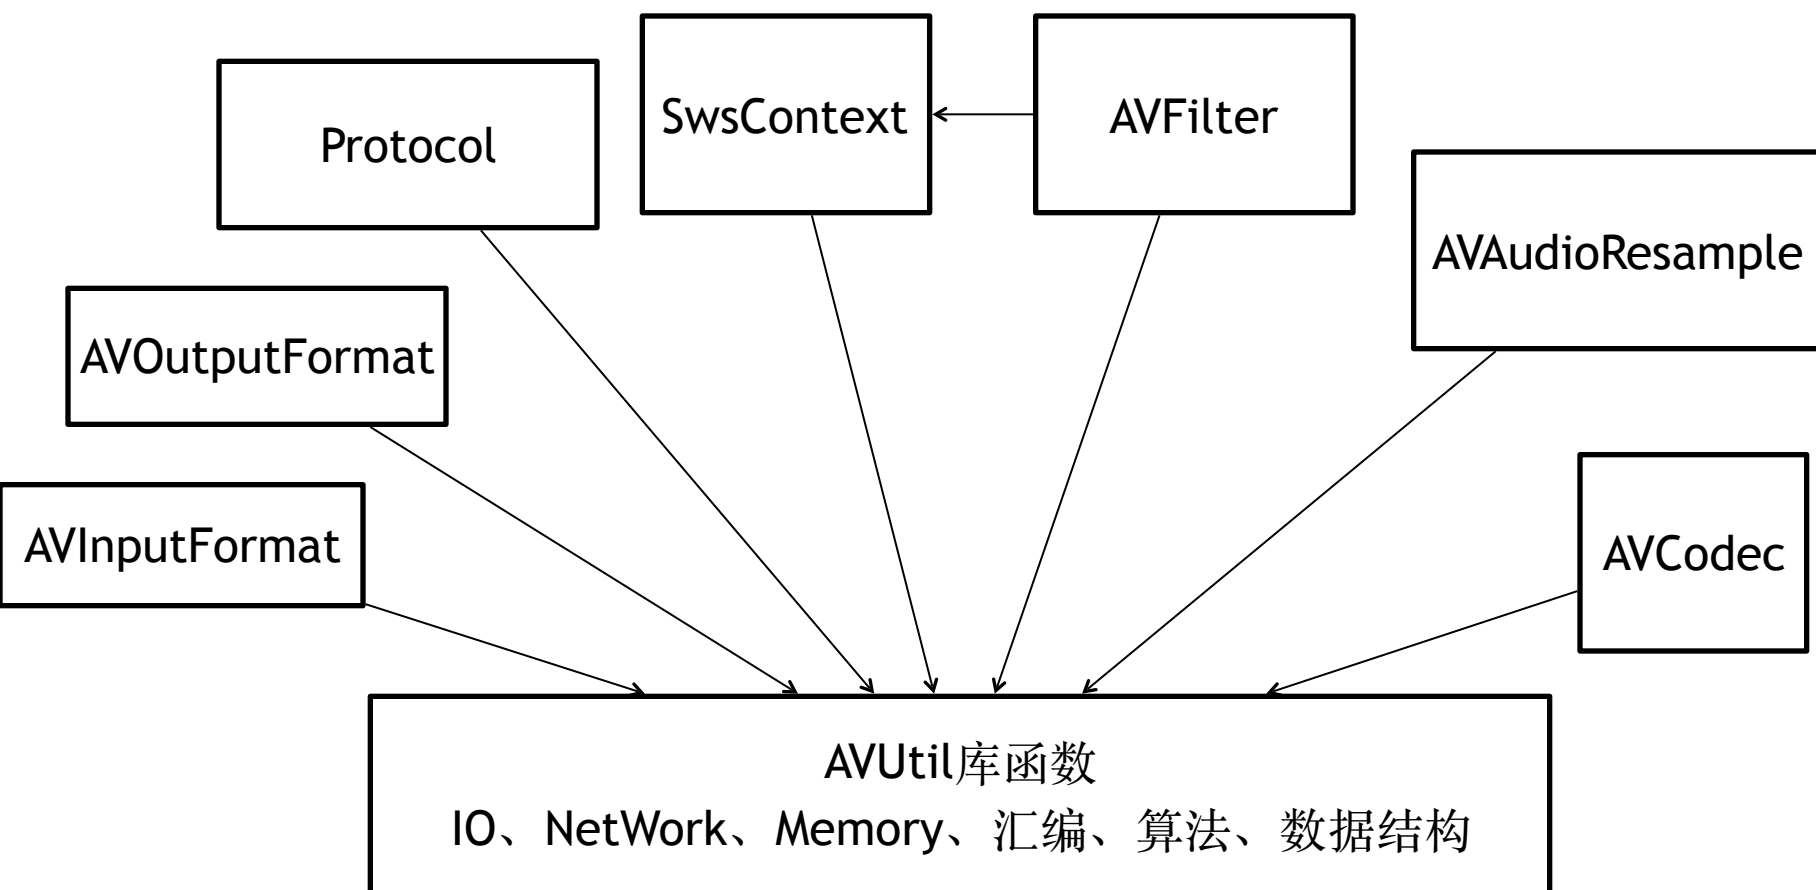 SwsContext
AVFilter
Protocol
AVAudioResample
AVOutputFormat
AVInputFormat
AVCodec
AVUtil库函数
IO、NetWork、Memory、汇编、算法、数据结构